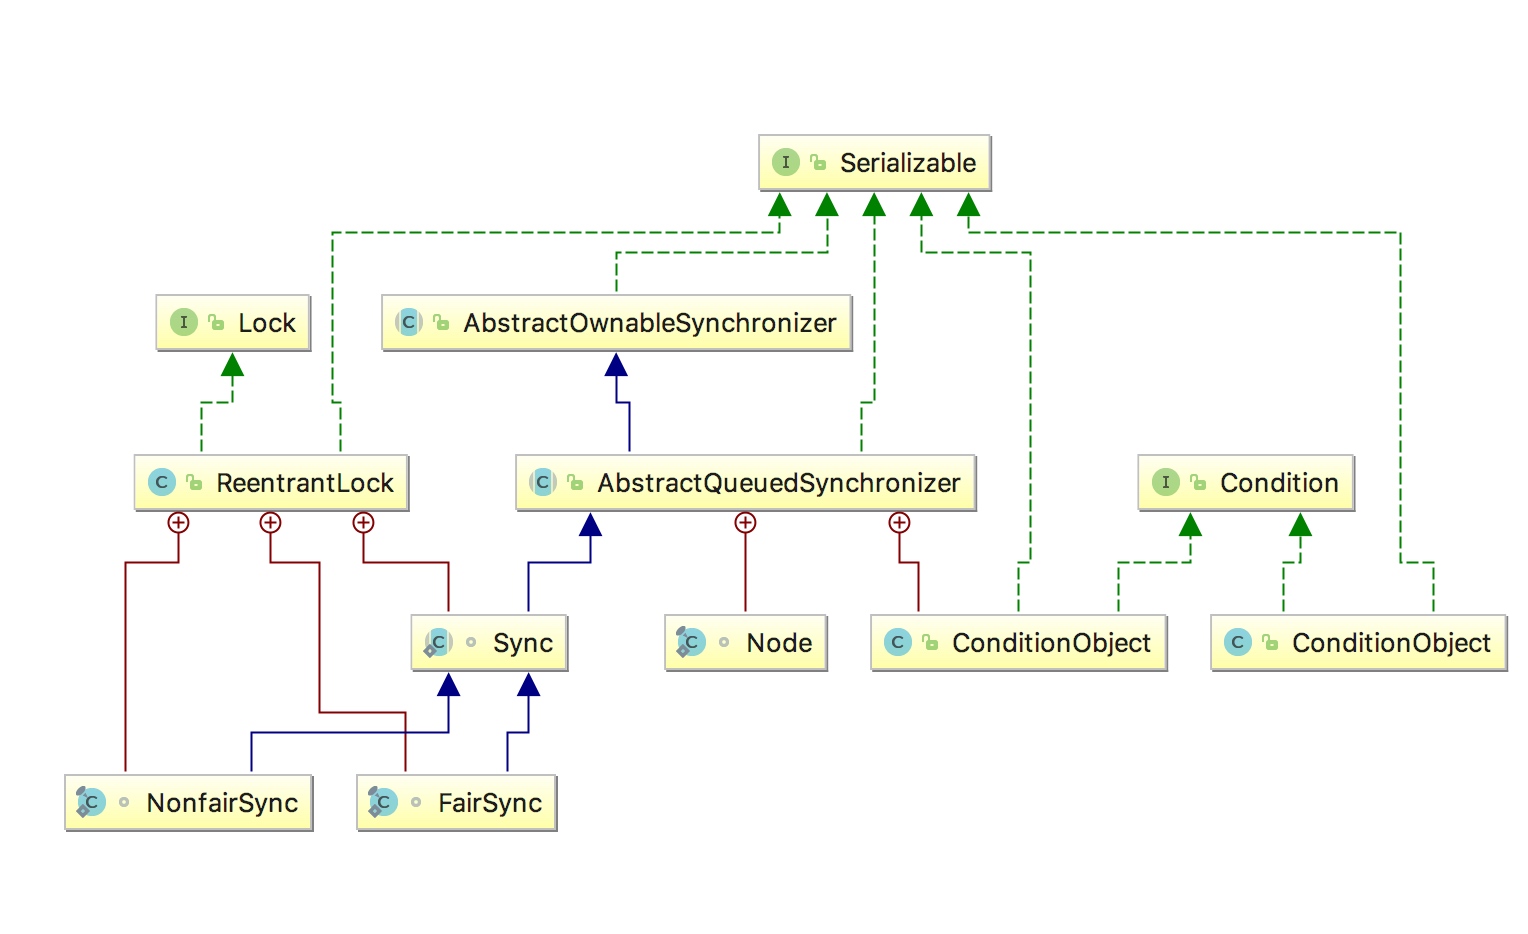 I Serializable
I Lock
C AbstractOwnableSynchronizer
C ReentrantLock
C AbstractQueuedSynchronizer
I Condition
C Sync
C Node
C ConditionObject
C ConditionObject
C NonfairSync
C FairSync